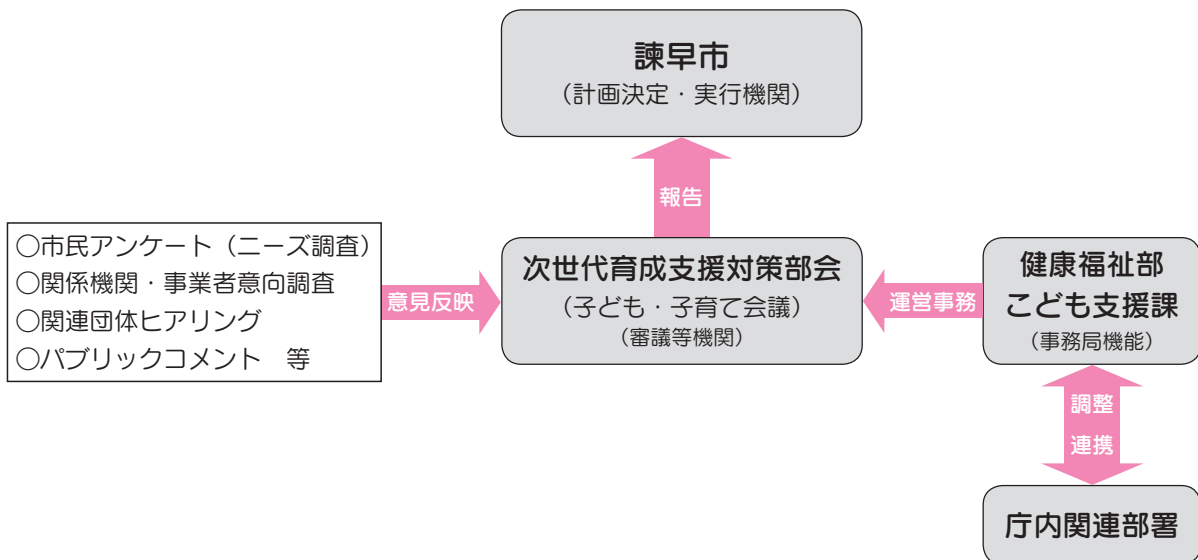 諫早市
（計画決定・実行機関）
報告
○市民アンケート（ニーズ調査）
○関係機関・事業者意向調査
○関連団体ヒアリング
○パブリックコメント　等
意見反映
次世代育成支援対策部会
（子ども・子育て会議）
（審議等機関）
運営事務
健康福祉部
こども支援課
（事務局機能）
調整
連携
庁内関連部署